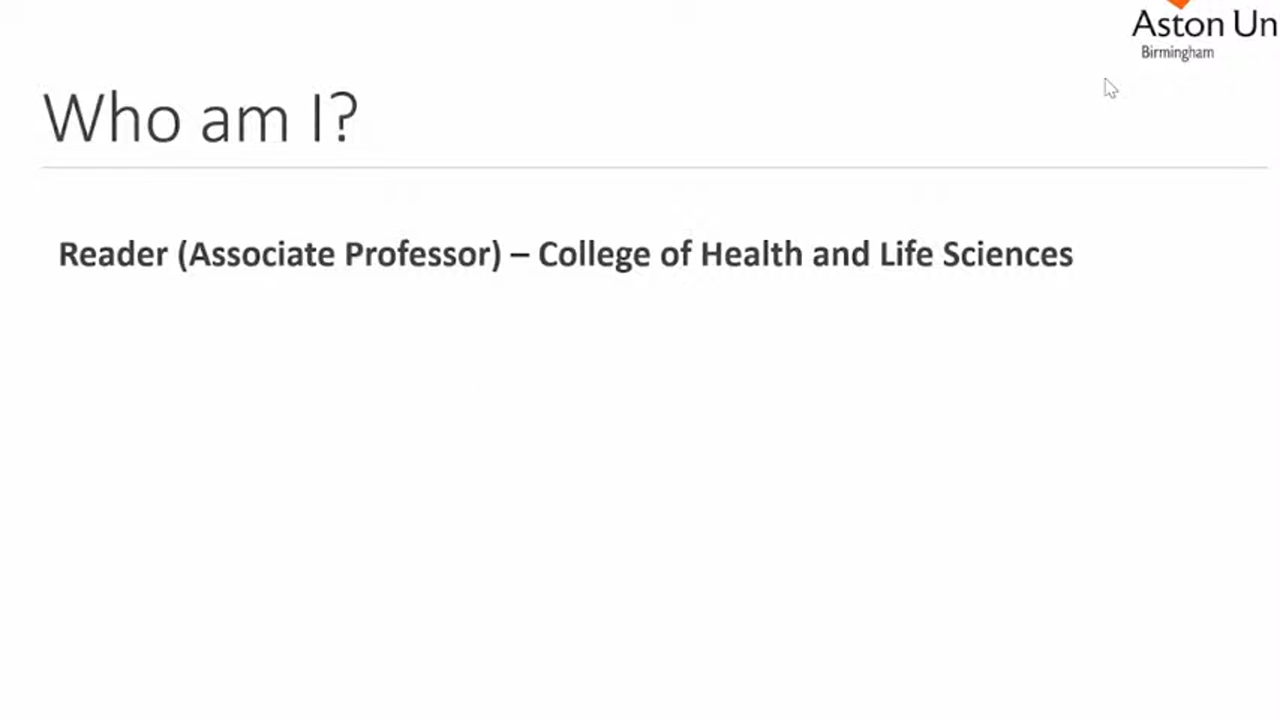 Aston Un
Birmingham
Who am I?
Reader (Associate Professor) – College of Health and Life Sciences